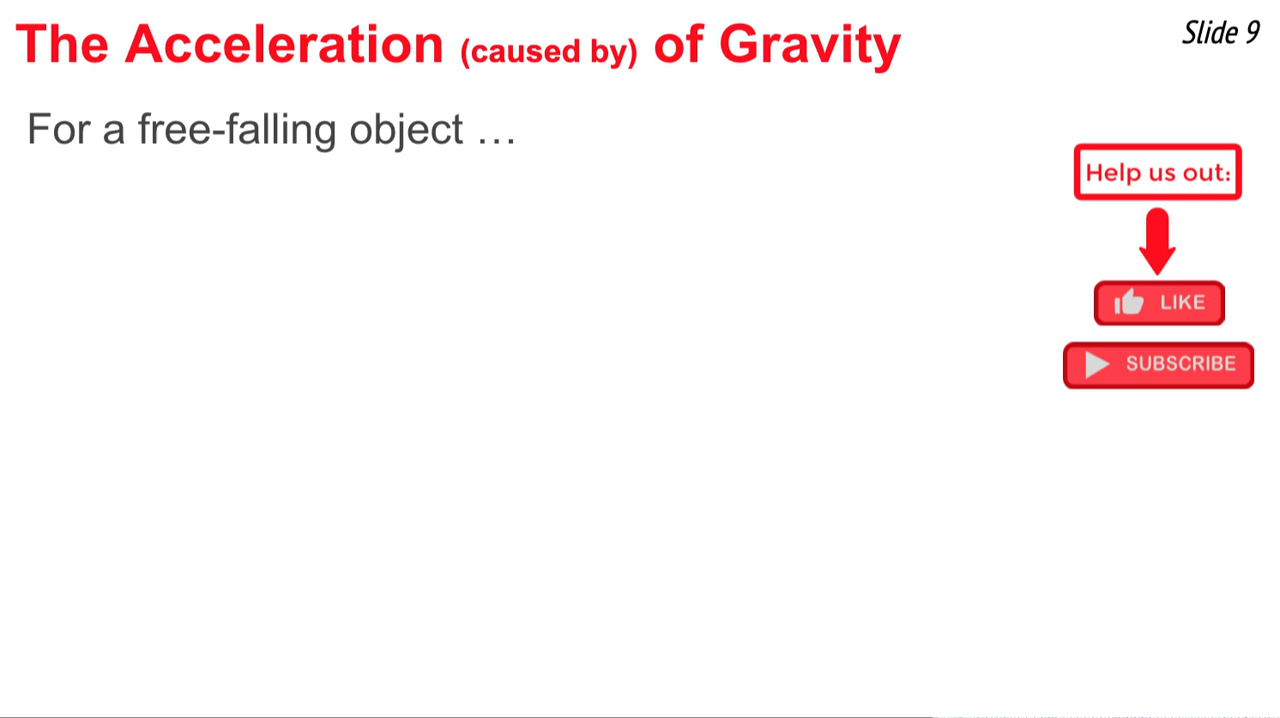 The Acceleration (caused by) of Gravity
Slide 9
For a free-falling object …
Help us out:
LIKE
SUBSCRIBE